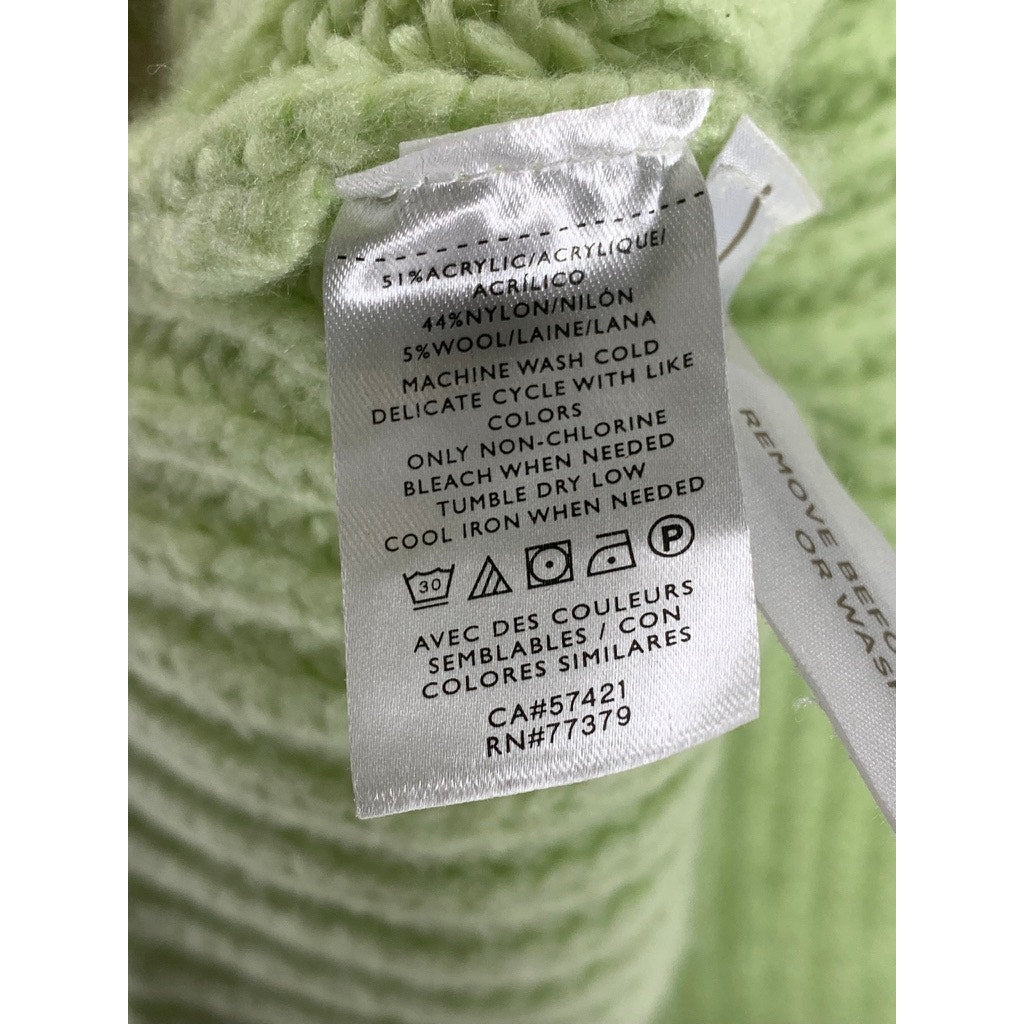 51%ACRYLIC/ACRYLIQUE/
ACRÍLICO
44%NYLON/NILÓN
5%WOOL/LAINE/LANA
MACHINE WASH COLD
DELICATE CYCLE WITH LIKE
COLORS
ONLY NON-CHLORINE
BLEACH WHEN NEEDED
TUMBLE DRY LOW
COOL IRON WHEN NEEDED
30 P
AVEC DES COULEURS
SEMBLABLES / CON
COLORES SIMILARES
CA#57421
RN#77379
REMOVE BEFO
OR WASH